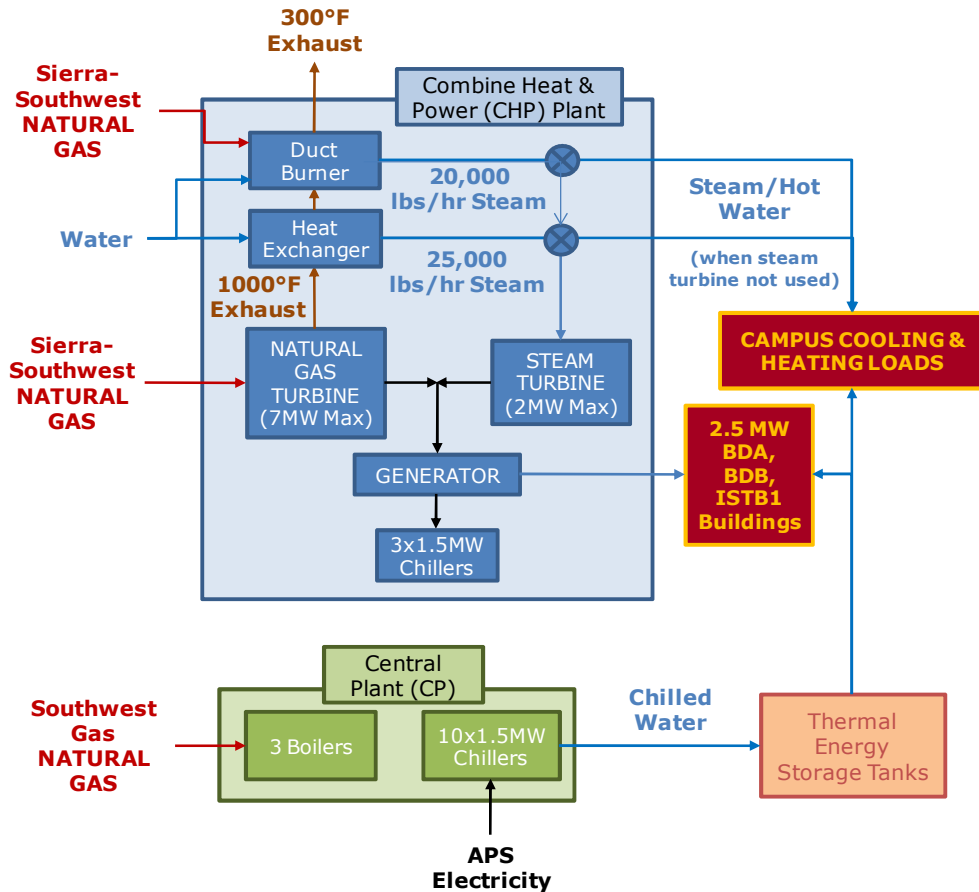 300°F
Exhaust
Sierra-
Southwest
NATURAL
GAS
Combine Heat &
Power (CHP) Plant
Duct
Burner
20,000
lbs/hr Steam
Steam/Hot
Water
Water
Heat
Exchanger
25,000
lbs/hr Steam
(when steam
turbine not used)
1000°F
Exhaust
Sierra-
Southwest
NATURAL
GAS
NATURAL
GAS
TURBINE
(7MW Max)
STEAM
TURBINE
(2MW Max)
CAMPUS COOLING &
HEATING LOADS
GENERATOR
2.5 MW
BDA,
BDB,
ISTB1
Buildings
3x1.5MW
Chillers
Central
Plant (CP)
Southwest
Gas
NATURAL
GAS
3 Boilers
10x1.5MW
Chillers
Chilled
Water
Thermal
Energy
Storage Tanks
APS
Electricity